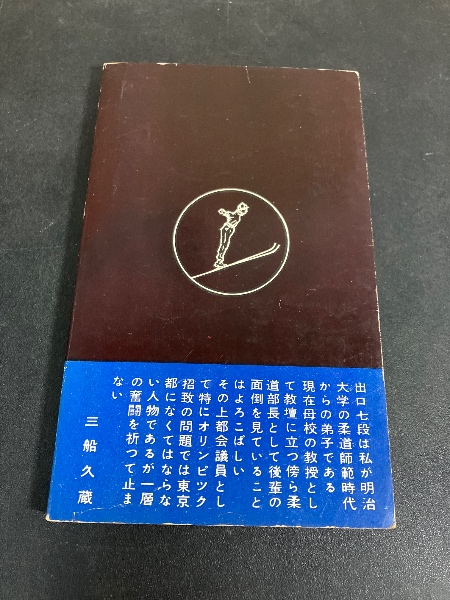 出口七段は私が明治
大学の柔道師範時代
からの弟子である
現在母校の教授とし
て教壇に立つ傍ら柔
道部長として後輩の
面倒を見ていること
はよろこばしい
その上都会議員とし
て特にオリンピツク
招致の問題では東京
都になくてはならな
い人物であるが一層
の奮闘を祈つて止ま
ない
三船久蔵